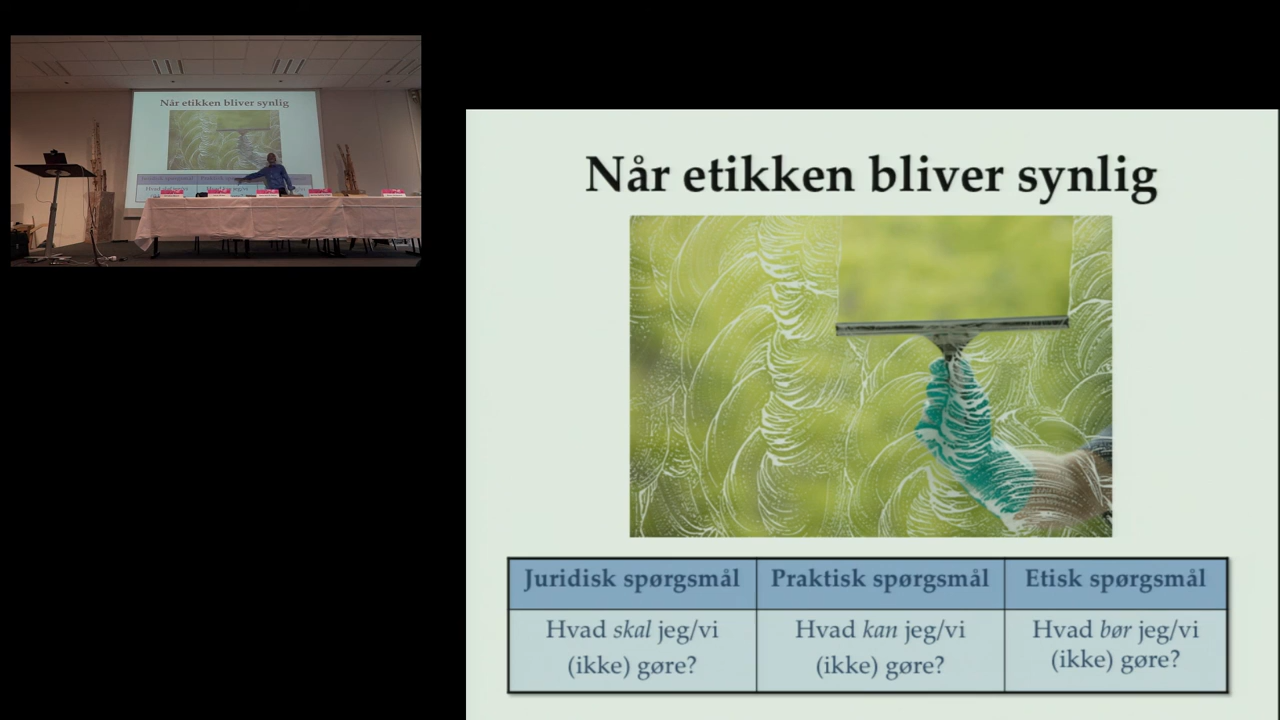 Når etikken bliver synlig
Når etikken bliver synlig
Juridisk spørgsmål
Praktisk spørgsmål
Etisk spørgsmål
Hvad skal jeg/vi
(ikke) gøre?
Hvad kan jeg/vi
(ikke) gøre?
Hvad bør jeg/vi
(ikke) gøre?